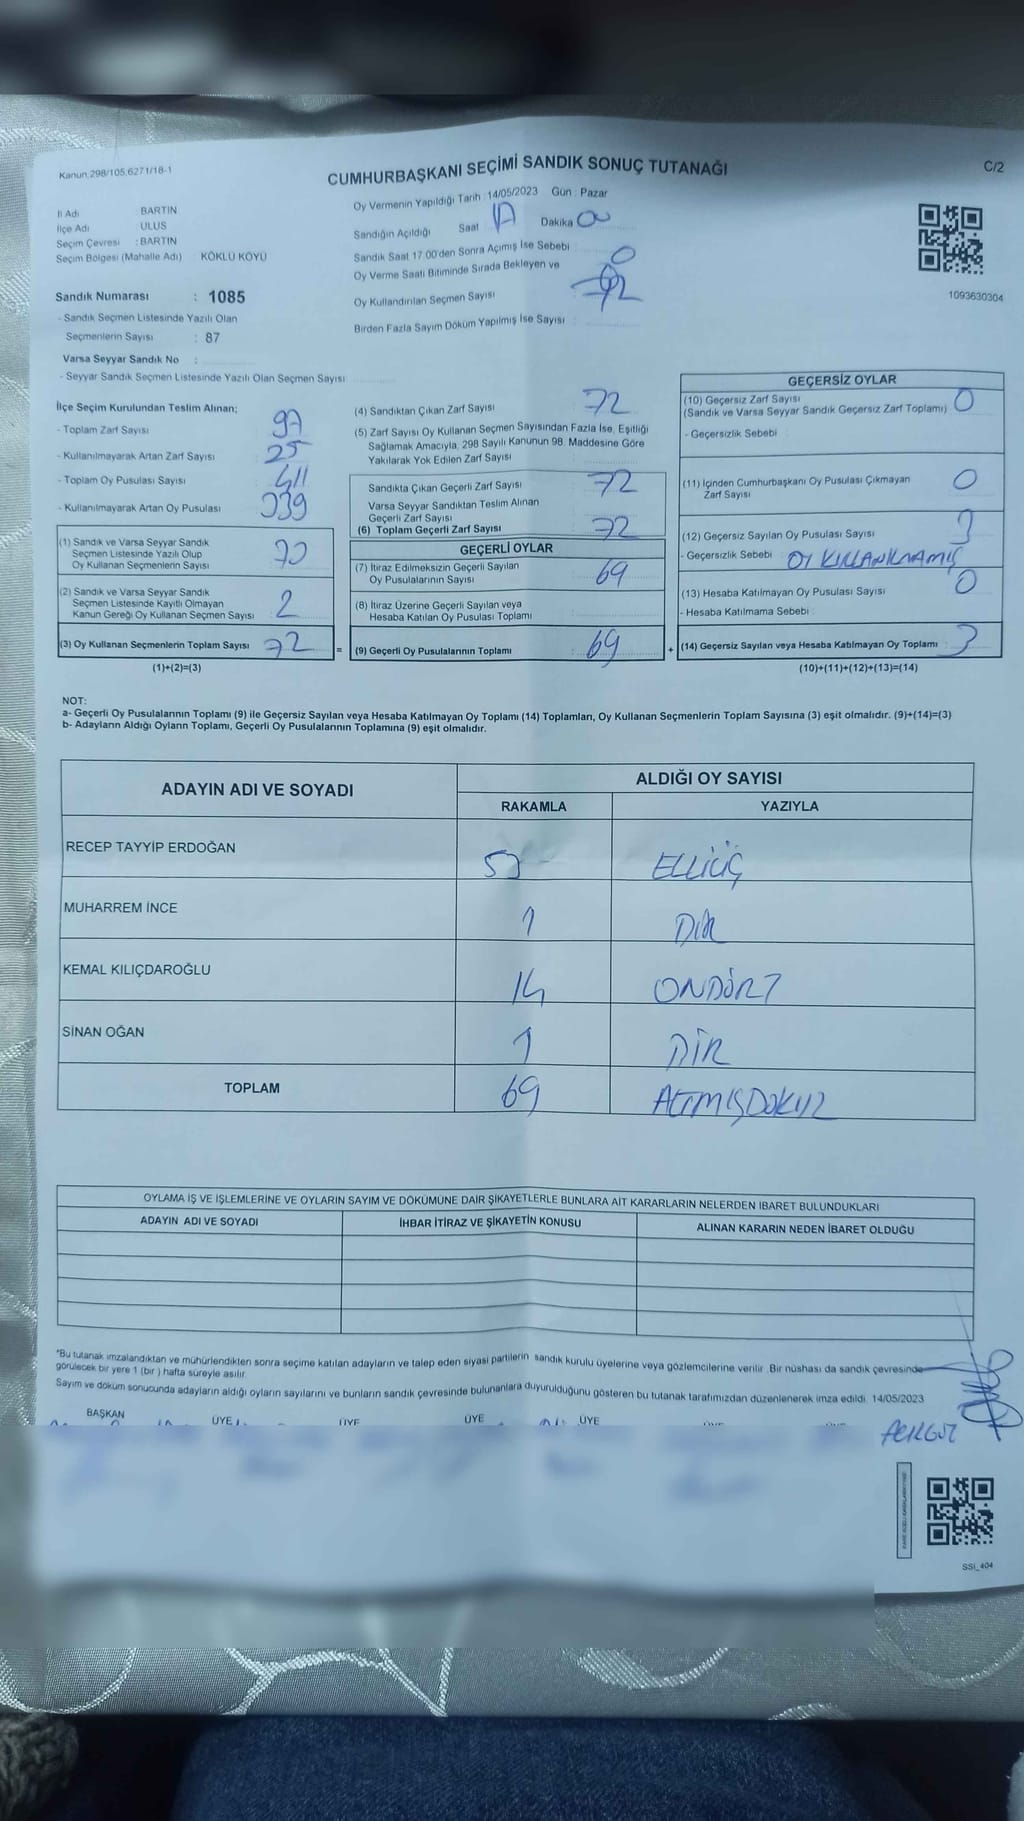 Kanun 298/105,6271/18-1
CUMHURBAŞKANI SEÇİMİ SANDIK SONUÇ TUTANAĞI
C/2
İl Adı BARTIN
İlçe Adı ULUS
Seçim Çevresi : BARTIN
Seçim Bölgesi (Mahalle Adı) KÖKLÜ KÖYÜ
Oy Vermenin Yapıldığı Tarih : 14/05/2023 Gün : Pazar
Sandığın Açıldığı Saat 17 Dakika 00
Sandık Saat 17:00'den Sonra Açımış İse Sebebi 0
Oy Verme Saati Bitiminde Sırada Bekleyen ve
Oy Kullandırılan Seçmen Sayısı
Birden Fazla Sayım Döküm Yapılmış İse Sayısı
1093630304
Sandık Numarası : 1085
- Sandık Seçmen Listesinde Yazılı Olan
Seçmenlerin Sayısı : 87
Varsa Seyyar Sandık No :
- Seyyar Sandık Seçmen Listesinde Yazılı Olan Seçmen Sayısı
İlçe Seçim Kurulundan Teslim Alınan;
- Toplam Zarf Sayısı 97
- Kullanılmayarak Artan Zarf Sayısı 25
- Toplam Oy Pusulası Sayısı 411
- Kullanılmayarak Artan Oy Pusulası 339
(1) Sandık ve Varsa Seyyar Sandık
Seçmen Listesinde Yazılı Olup
Oy Kullanan Seçmenlerin Sayısı 70
(2) Sandık ve Varsa Seyyar Sandık
Seçmen Listesinde Kayıtlı Olmayan
Kanun Gereği Oy Kullanan Seçmen Sayısı 2
(3) Oy Kullanan Seçmenlerin Toplam Sayısı 72
(1)+(2)=(3)
=
(4) Sandıktan Çıkan Zarf Sayısı 72
(5) Zarf Sayısı Oy Kullanan Seçmen Sayısından Fazla İse, Eşitliği
Sağlamak Amacıyla, 298 Sayılı Kanunun 98. Maddesine Göre
Yakılarak Yok Edilen Zarf Sayısı
Sandıkta Çıkan Geçerli Zarf Sayısı 72
Varsa Seyyar Sandıktan Teslim Alınan
Geçerli Zarf Sayısı
(6) Toplam Geçerli Zarf Sayısı 72
GEÇERLİ OYLAR
(7) İtiraz Edilmeksizin Geçerli Sayılan
Oy Pusulalarının Sayısı 69
(8) İtiraz Üzerine Geçerli Sayılan veya
Hesaba Katılan Oy Pusulası Toplamı
(9) Geçerli Oy Pusulalarının Toplamı 69
+
GEÇERSİZ OYLAR
(10) Geçersiz Zarf Sayısı 0
(Sandık ve Varsa Seyyar Sandık Geçersiz Zarf Toplamı)
- Geçersizlik Sebebi :
(11) İçinden Cumhurbaşkanı Oy Pusulası Çıkmayan 0
Zarf Sayısı
(12) Geçersiz Sayılan Oy Pusulası Sayısı 3
- Geçersizlik Sebebi : OY KULLANILMAMIŞ
(13) Hesaba Katılmayan Oy Pusulası Sayısı 0
- Hesaba Katılmama Sebebi :
(14) Geçersiz Sayılan veya Hesaba Katılmayan Oy Toplamı 3
(10)+(11)+(12)+(13)=(14)
NOT:
a- Geçerli Oy Pusulalarının Toplamı (9) ile Geçersiz Sayılan veya Hesaba Katılmayan Oy Toplamı (14) Toplamları, Oy Kullanan Seçmenlerin Toplam Sayısına (3) eşit olmalıdır. (9)+(14)=(3)
b- Adayların Aldığı Oyların Toplamı, Geçerli Oy Pusulalarının Toplamına (9) eşit olmalıdır.
ADAYIN ADI VE SOYADI ALDIĞI OY SAYISI
RAKAMLA YAZIYLA
RECEP TAYYİP ERDOĞAN 53 ELLİÜÇ
MUHARREM İNCE 1 BİR
KEMAL KILIÇDAROĞLU 14 ONDÖRT
SİNAN OĞAN 1 BİR
TOPLAM 69 ALTMIŞDOKUZ
OYLAMA İŞ VE İŞLEMLERİNE VE OYLARIN SAYIM VE DÖKÜMÜNE DAİR ŞİKAYETLERLE BUNLARA AİT KARARLARIN NELERDEN İBARET BULUNDUKLARI
ADAYIN ADI VE SOYADI İHBAR İTİRAZ VE ŞİKAYETİN KONUSU ALINAN KARARIN NEDEN İBARET OLDUĞU
*Bu tutanak imzalandıktan ve mühürlendikten sonra seçime katılan adayların ve talep eden siyasi partilerin sandık kurulu üyelerine veya gözlemcilerine verilir. Bir nüshası da sandık çevresinde
görülecek bir yere 1 (bir ) hafta süreyle asılır.
Sayım ve döküm sonucunda adayların aldığı oyların sayılarını ve bunların sandık çevresinde bulunanlara duyurulduğunu gösteren bu tutanak tarafımızdan düzenlenerek imza edildi. 14/05/2023
BAŞKAN ÜYE ÜYE ÜYE ÜYE
SSİ_404